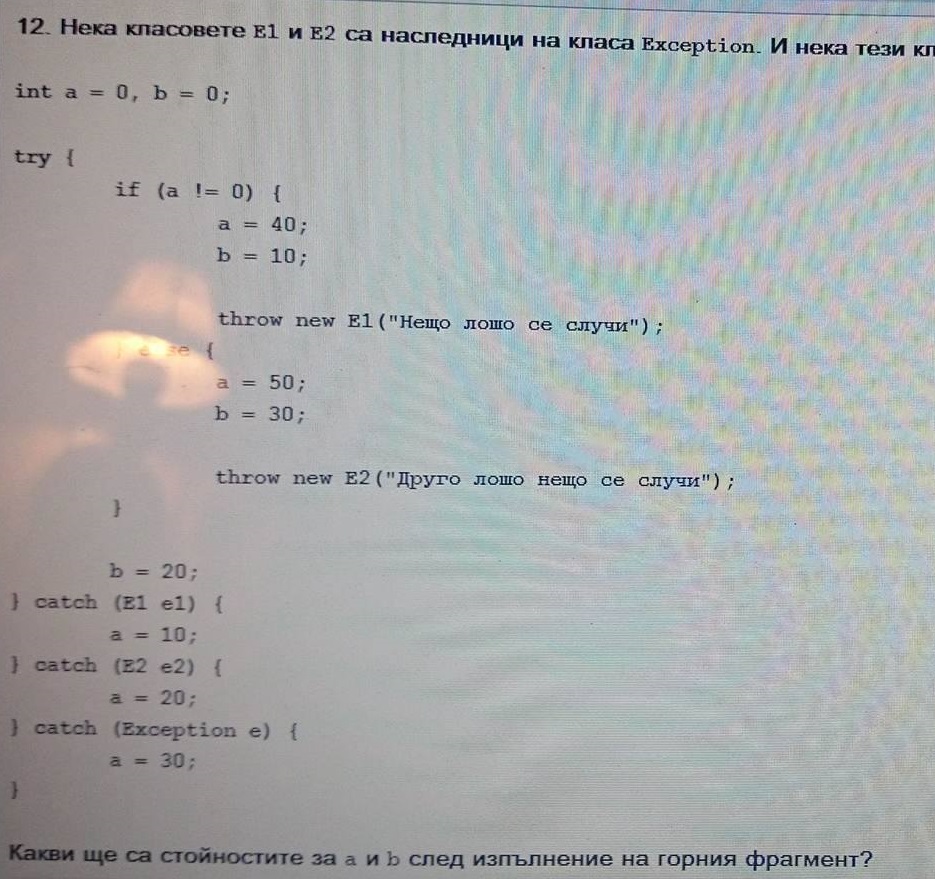 12. Нека класовете E1 и E2 са наследници на класа Exception. И нека тези
int a = 0, b = 0;
try {
if (a != 0) {
a = 40;
b = 10;
throw new E1("Нещо лошо се случи");
} else {
a = 50;
b = 30;
throw new E2("Друго лошо нещо се случи");
}
b = 20;
} catch (E1 e1) {
a = 10;
} catch (E2 e2) {
a = 20;
} catch (Exception e) {
a = 30;
}
Какви ще са стойностите за a и b след изпълнение на горния фрагмент?